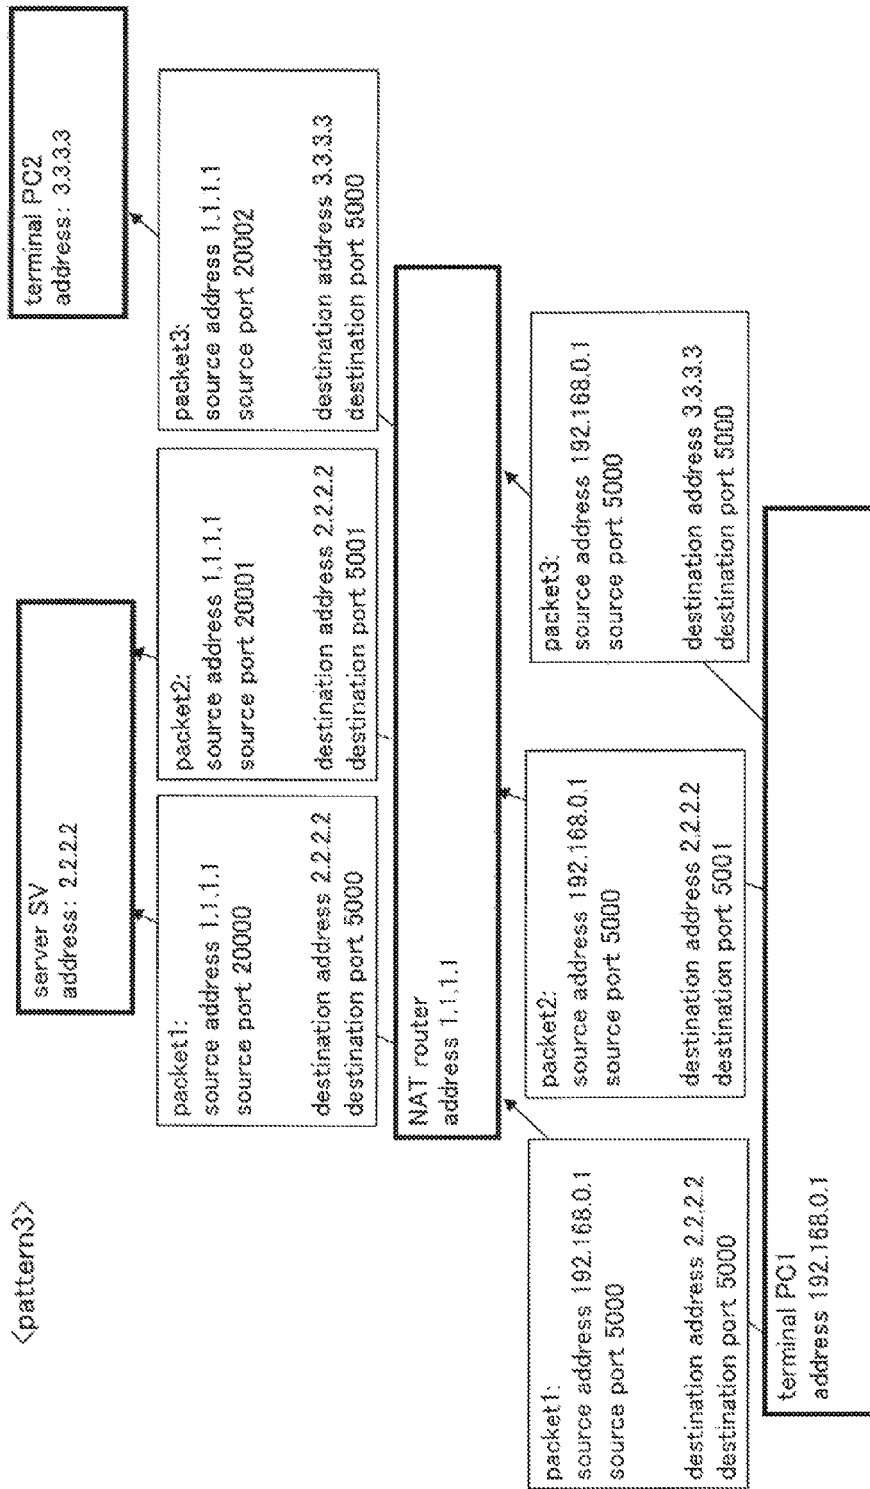 <pattern3>
server SV
address: 2.2.2.2
terminal PC2
address: 3.3.3.3
packet1:
source address 1.1.1.1
source port 20000
destination address 2.2.2.2
destination port 5000
packet2:
source address 1.1.1.1
source port 20001
destination address 2.2.2.2
destination port 5001
packet3:
source address 1.1.1.1
source port 20002
destination address 3.3.3.3
destination port 5000
NAT router
address 1.1.1.1
packet1:
source address 192.168.0.1
source port 5000
destination address 2.2.2.2
destination port 5000
packet2:
source address 192.168.0.1
source port 5000
destination address 2.2.2.2
destination port 5001
packet3:
source address 192.168.0.1
source port 5000
destination address 3.3.3.3
destination port 5000
terminal PC1
address 192.168.0.1